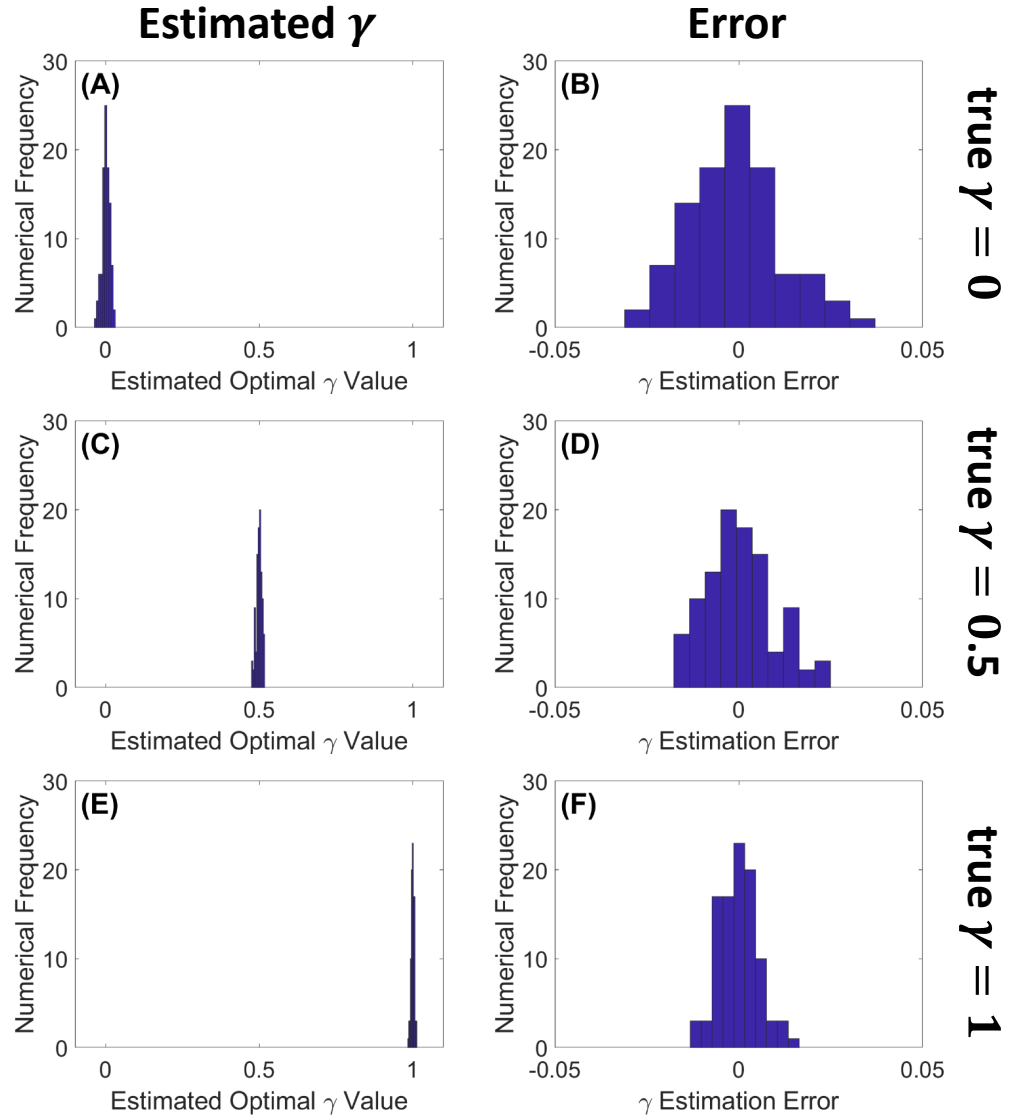 Estimated γ
Error
(A)
Numerical Frequency
30
20
10
0
0
0.5
1
Estimated Optimal γ Value
(B)
Numerical Frequency
30
20
10
0
-0.05
0
0.05
γ Estimation Error
true γ = 0
(C)
Numerical Frequency
30
20
10
0
0
0.5
1
Estimated Optimal γ Value
(D)
Numerical Frequency
30
20
10
0
-0.05
0
0.05
γ Estimation Error
true γ = 0.5
(E)
Numerical Frequency
30
20
10
0
0
0.5
1
Estimated Optimal γ Value
(F)
Numerical Frequency
30
20
10
0
-0.05
0
0.05
γ Estimation Error
true γ = 1